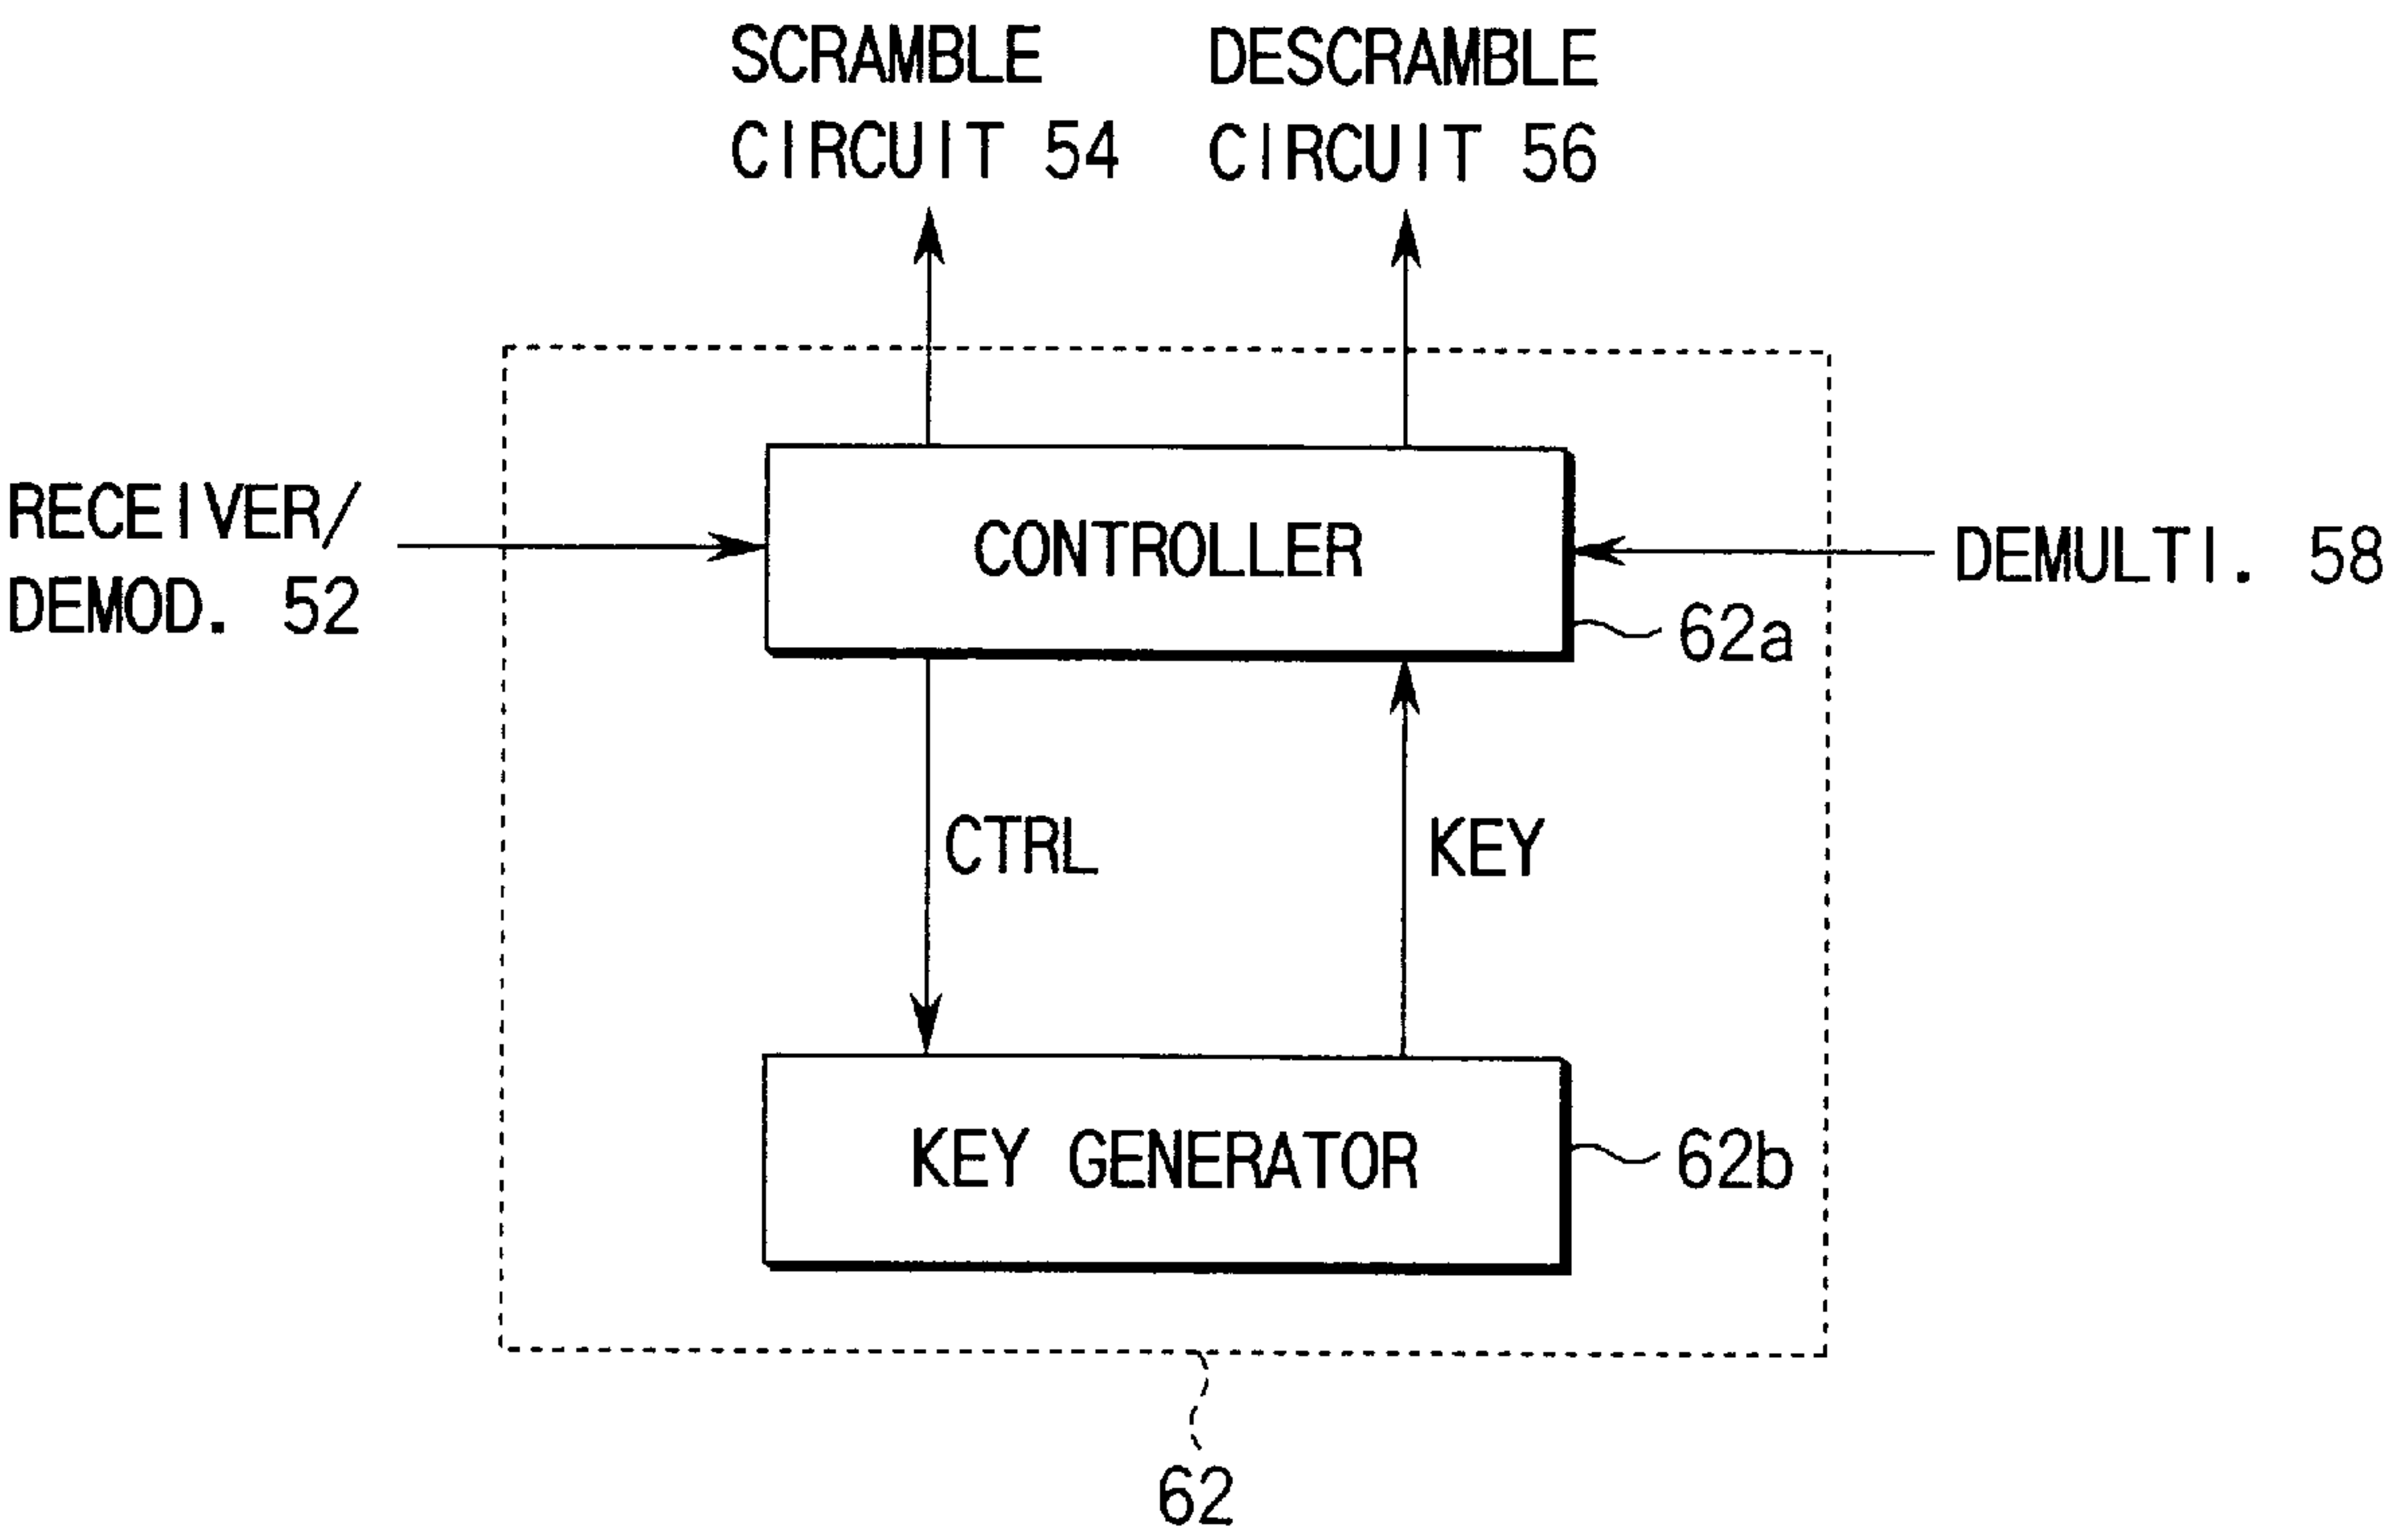 SCRAMBLE
CIRCUIT 54
DESCRAMBLE
CIRCUIT 56
RECEIVER/
DEMOD. 52
CONTROLLER
DEMULTI. 58
62a
CTRL
KEY
KEY GENERATOR
62b
62